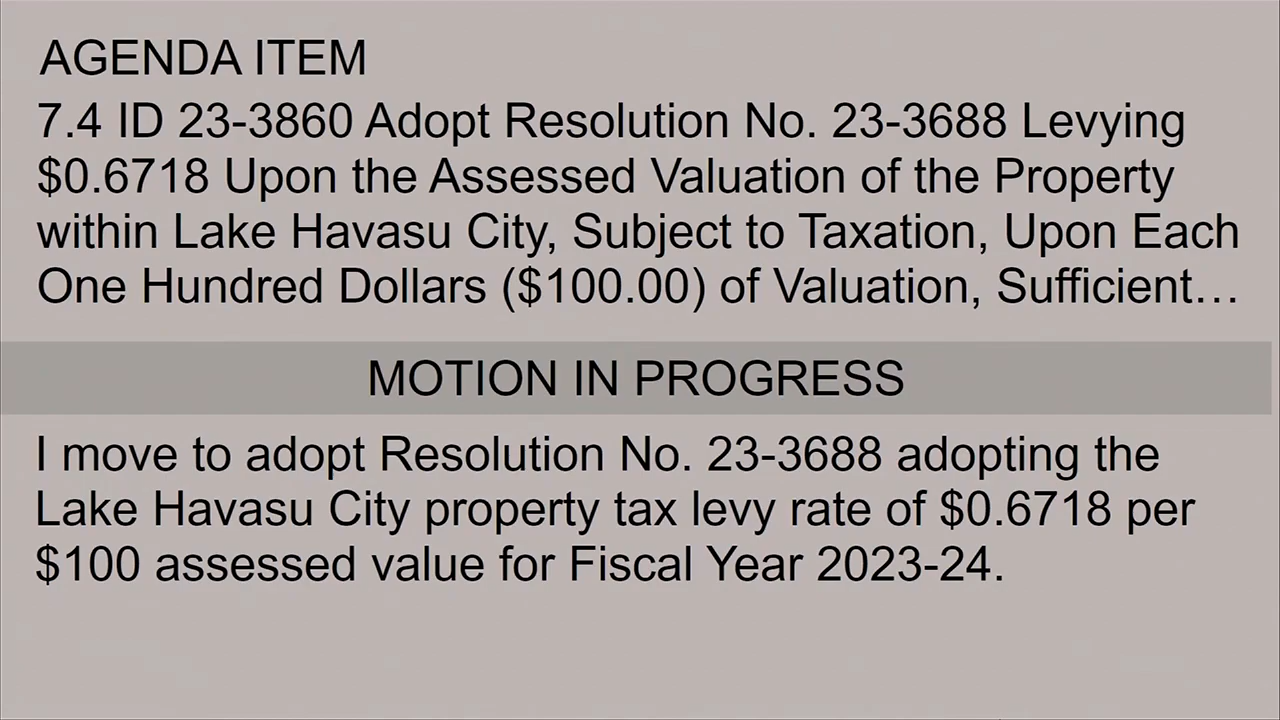 AGENDA ITEM
7.4 ID 23-3860 Adopt Resolution No. 23-3688 Levying
$0.6718 Upon the Assessed Valuation of the Property
within Lake Havasu City, Subject to Taxation, Upon Each
One Hundred Dollars ($100.00) of Valuation, Sufficient…
MOTION IN PROGRESS
I move to adopt Resolution No. 23-3688 adopting the
Lake Havasu City property tax levy rate of $0.6718 per
$100 assessed value for Fiscal Year 2023-24.